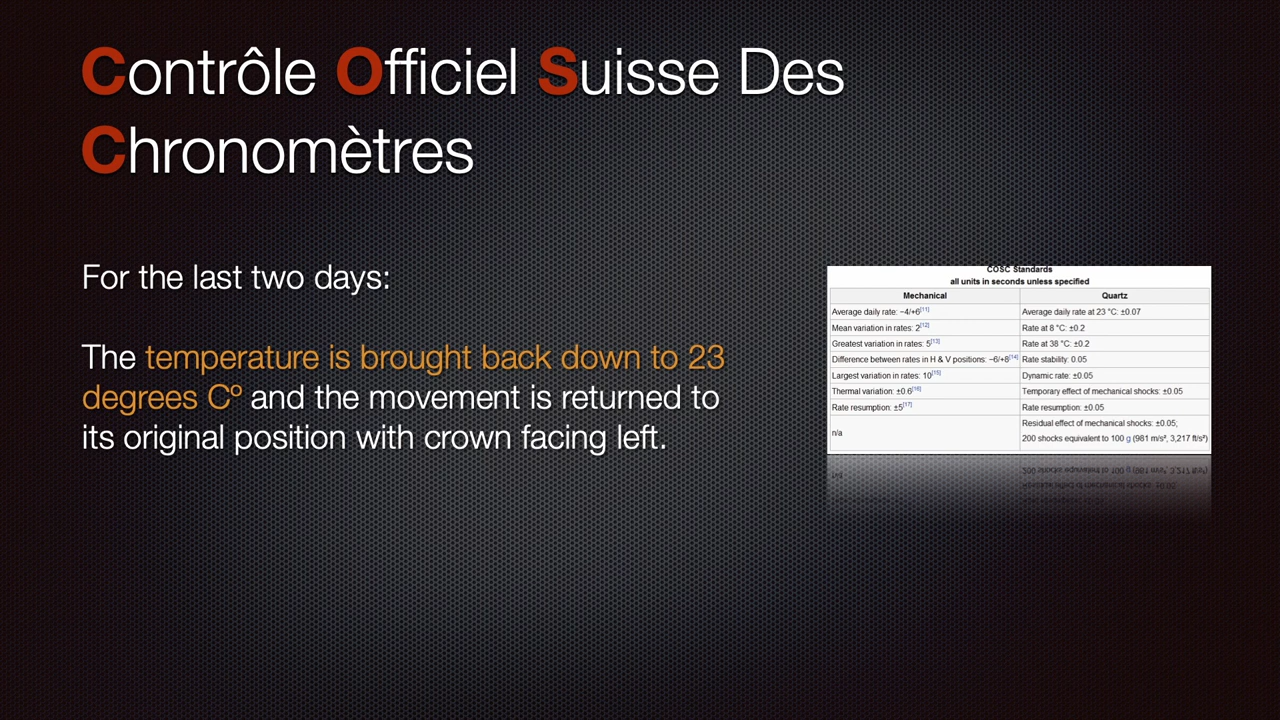 Contrôle Officiel Suisse Des
Chronomètres
For the last two days:
The temperature is brought back down to 23
degrees Cº and the movement is returned to
its original position with crown facing left.
COSC Standards
all units in seconds unless specified
Mechanical Quartz
Average daily rate: −4/+6[11] Average daily rate at 23 °C: ±0.07
Mean variation in rates: 2[12] Rate at 8 °C: ±0.2
Greatest variation in rates: 5[13] Rate at 38 °C: ±0.2
Difference between rates in H & V positions: −6/+8[14] Rate stability: 0.05
Largest variation in rates: 10[15] Dynamic rate: ±0.05
Thermal variation: ±0.6[16] Temporary effect of mechanical shocks: ±0.05
Rate resumption: ±5[17] Rate resumption: ±0.05
n/a Residual effect of mechanical shocks: ±0.05;
200 shocks equivalent to 100 g (981 m/s², 3,217 ft/s²)